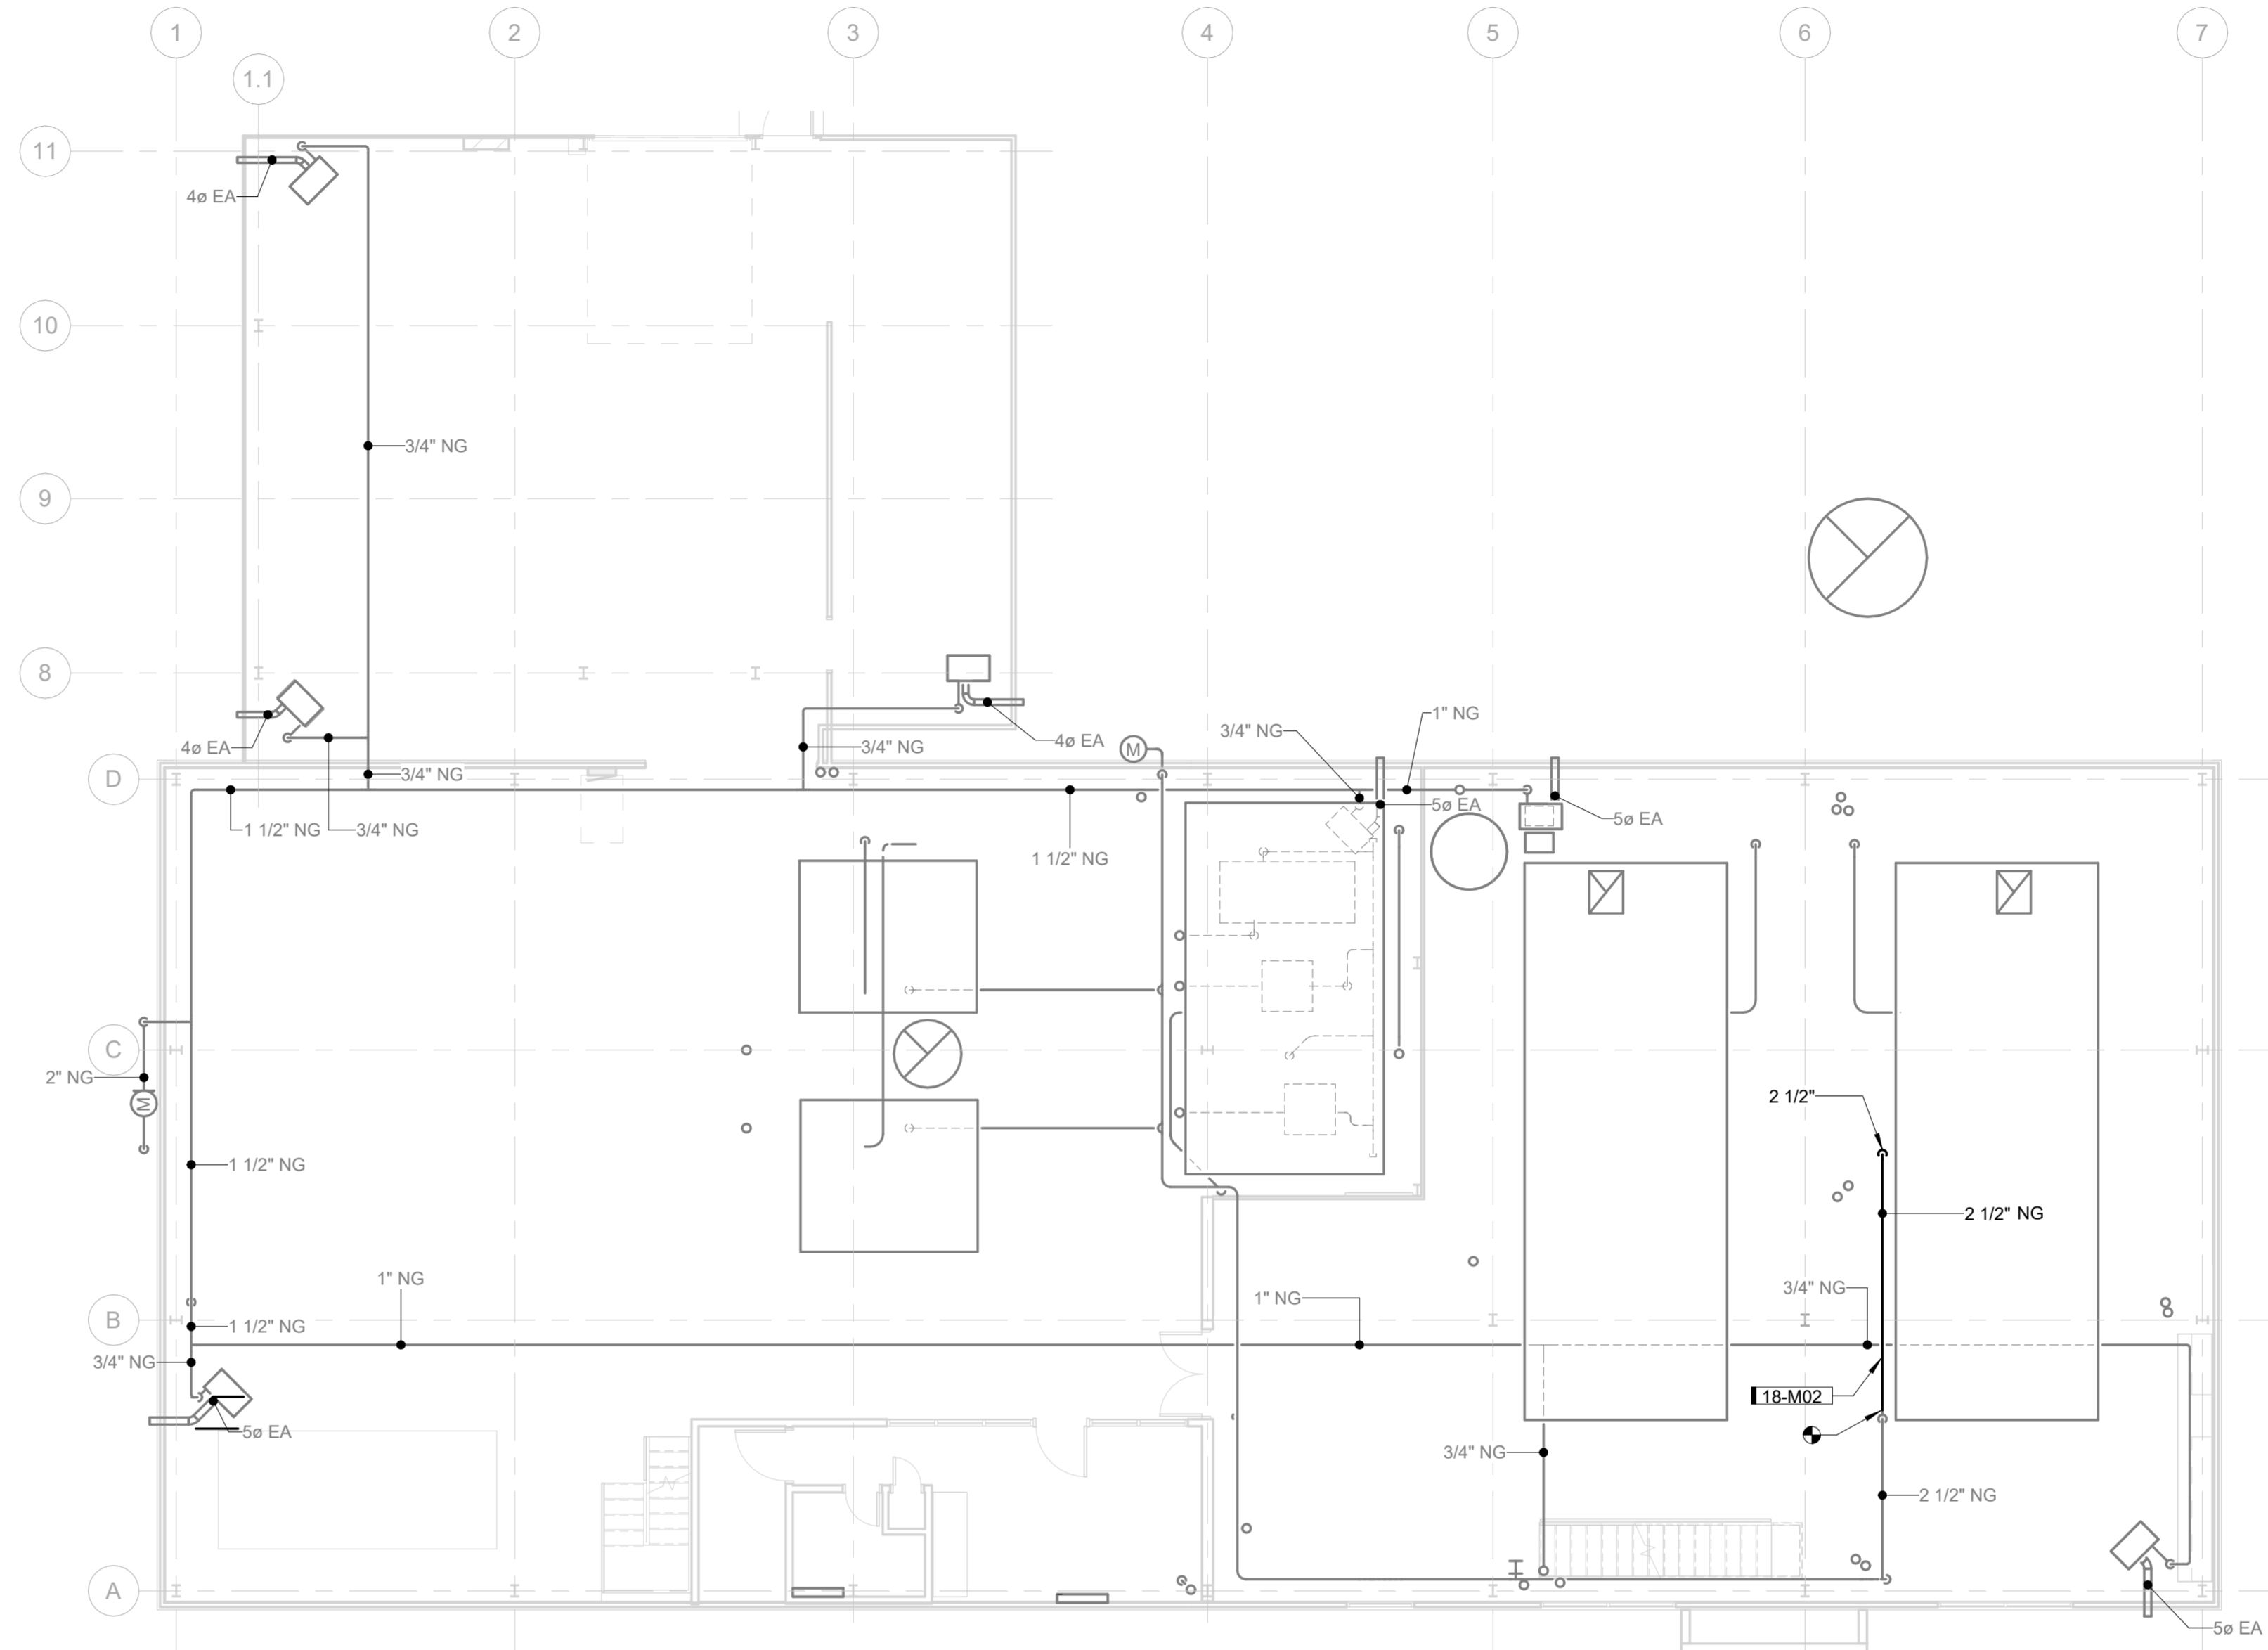 1
2
3
4
5
6
7
1.1
11
4ø EA
10
3/4" NG
9
8
1" NG
3/4" NG
4ø EA
3/4" NG
4ø EA
M
D
3/4" NG
5ø EA
5ø EA
1 1/2" NG
3/4" NG
1 1/2" NG
C
2" NG
M
2 1/2"
1 1/2" NG
2 1/2" NG
1" NG
3/4" NG
1" NG
B
1 1/2" NG
3/4" NG
18-M02
5ø EA
3/4" NG
2 1/2" NG
A
5ø EA